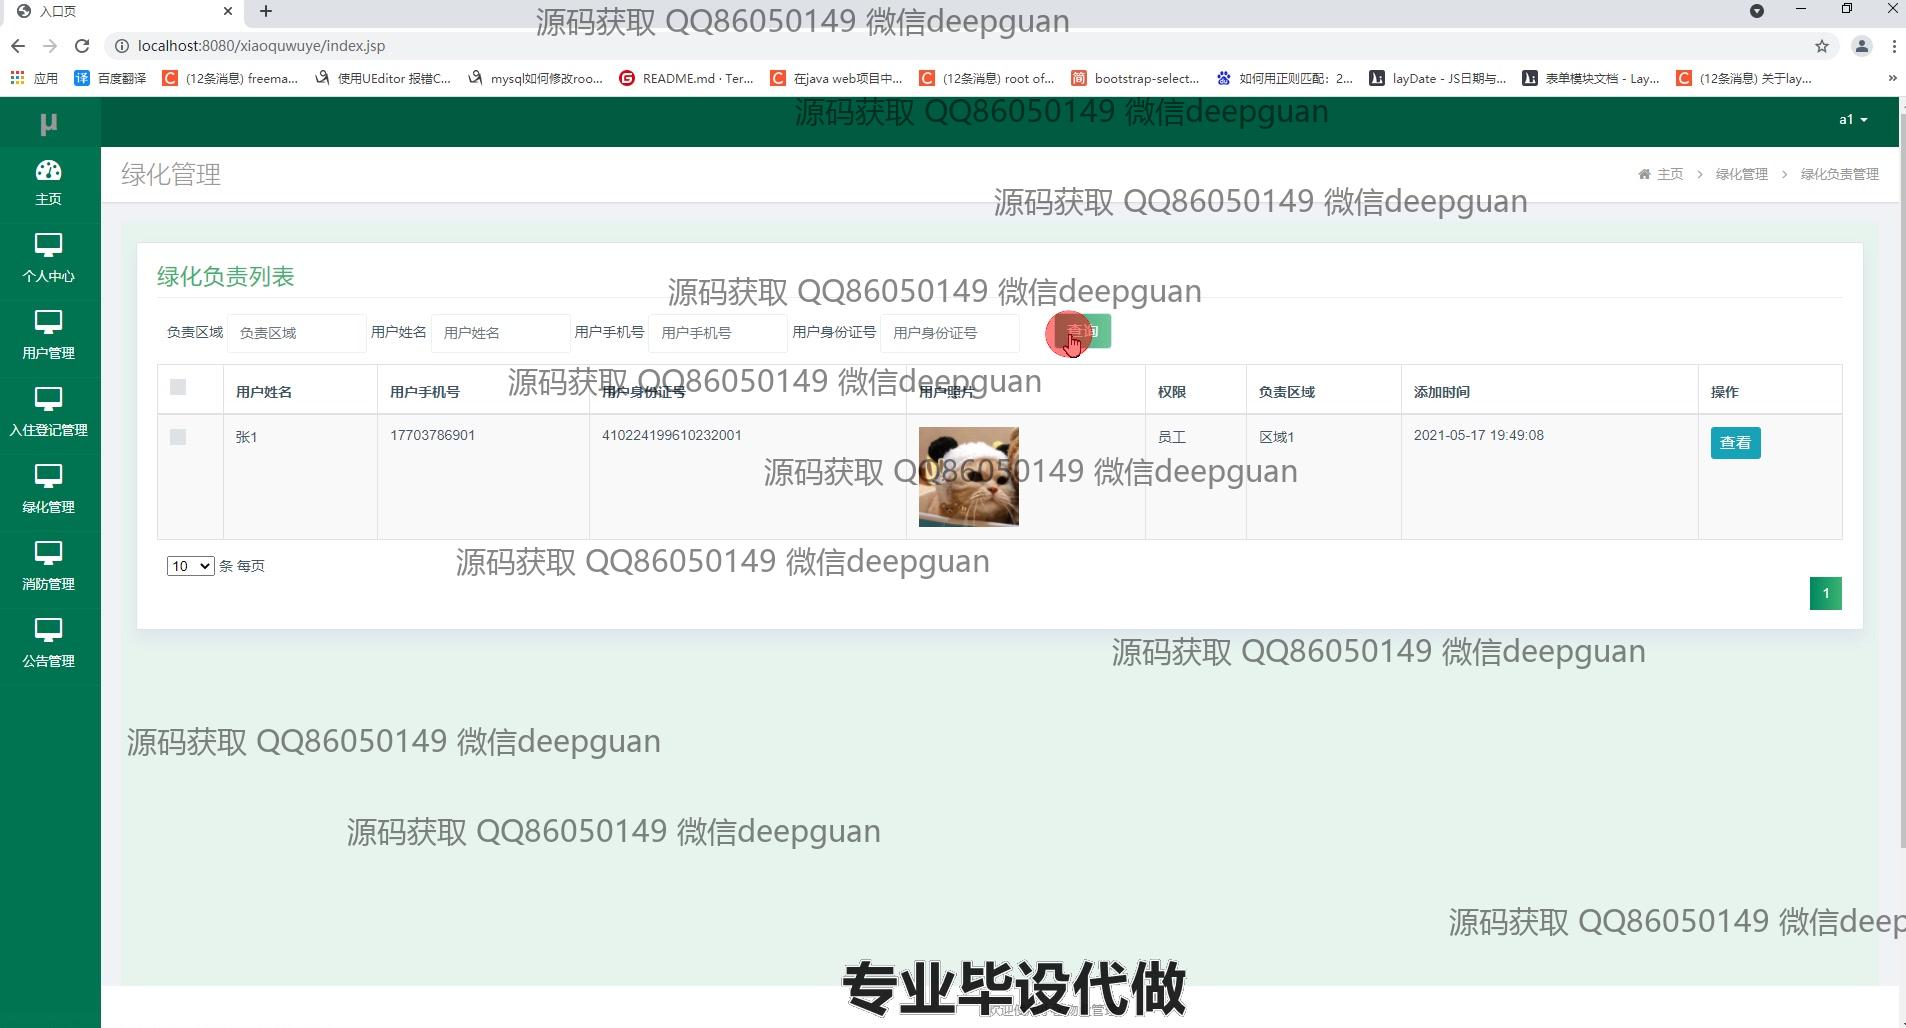 入口页
源码获取 QQ86050149 微信deepguan
localhost:8080/xiaoquwuye/index.jsp
应用
译 百度翻译
C (12条消息) freema...
使用UEditor 报错C...
mysql如何修改roo...
G README.md · Ter...
C 在java web项目中...
C (12条消息) root of...
简 bootstrap-select...
如何用正则匹配：2...
layDate - JS日期与...
表单模块文档 - Lay...
C (12条消息) 关于lay...
»
源码获取 QQ86050149 微信deepguan
μ
a1
主页
个人中心
用户管理
入住登记管理
绿化管理
消防管理
公告管理
绿化管理
主页 > 绿化管理 > 绿化负责管理
源码获取 QQ86050149 微信deepguan
绿化负责列表
源码获取 QQ86050149 微信deepguan
负责区域 负责区域 用户姓名 用户姓名 用户手机号 用户手机号 用户身份证号 用户身份证号 查询
源码获取 QQ86050149 微信deepguan
用户姓名 用户手机号 用户身份证号 用户照片 权限 负责区域 添加时间 操作
张1 17703786901 410224199610232001 员工 区域1 2021-05-17 19:49:08 查看
源码获取 QQ86050149 微信deepguan
10 条 每页
源码获取 QQ86050149 微信deepguan
1
源码获取 QQ86050149 微信deepguan
源码获取 QQ86050149 微信deepguan
源码获取 QQ86050149 微信deepguan
源码获取 QQ86050149 微信deep
专业毕设代做